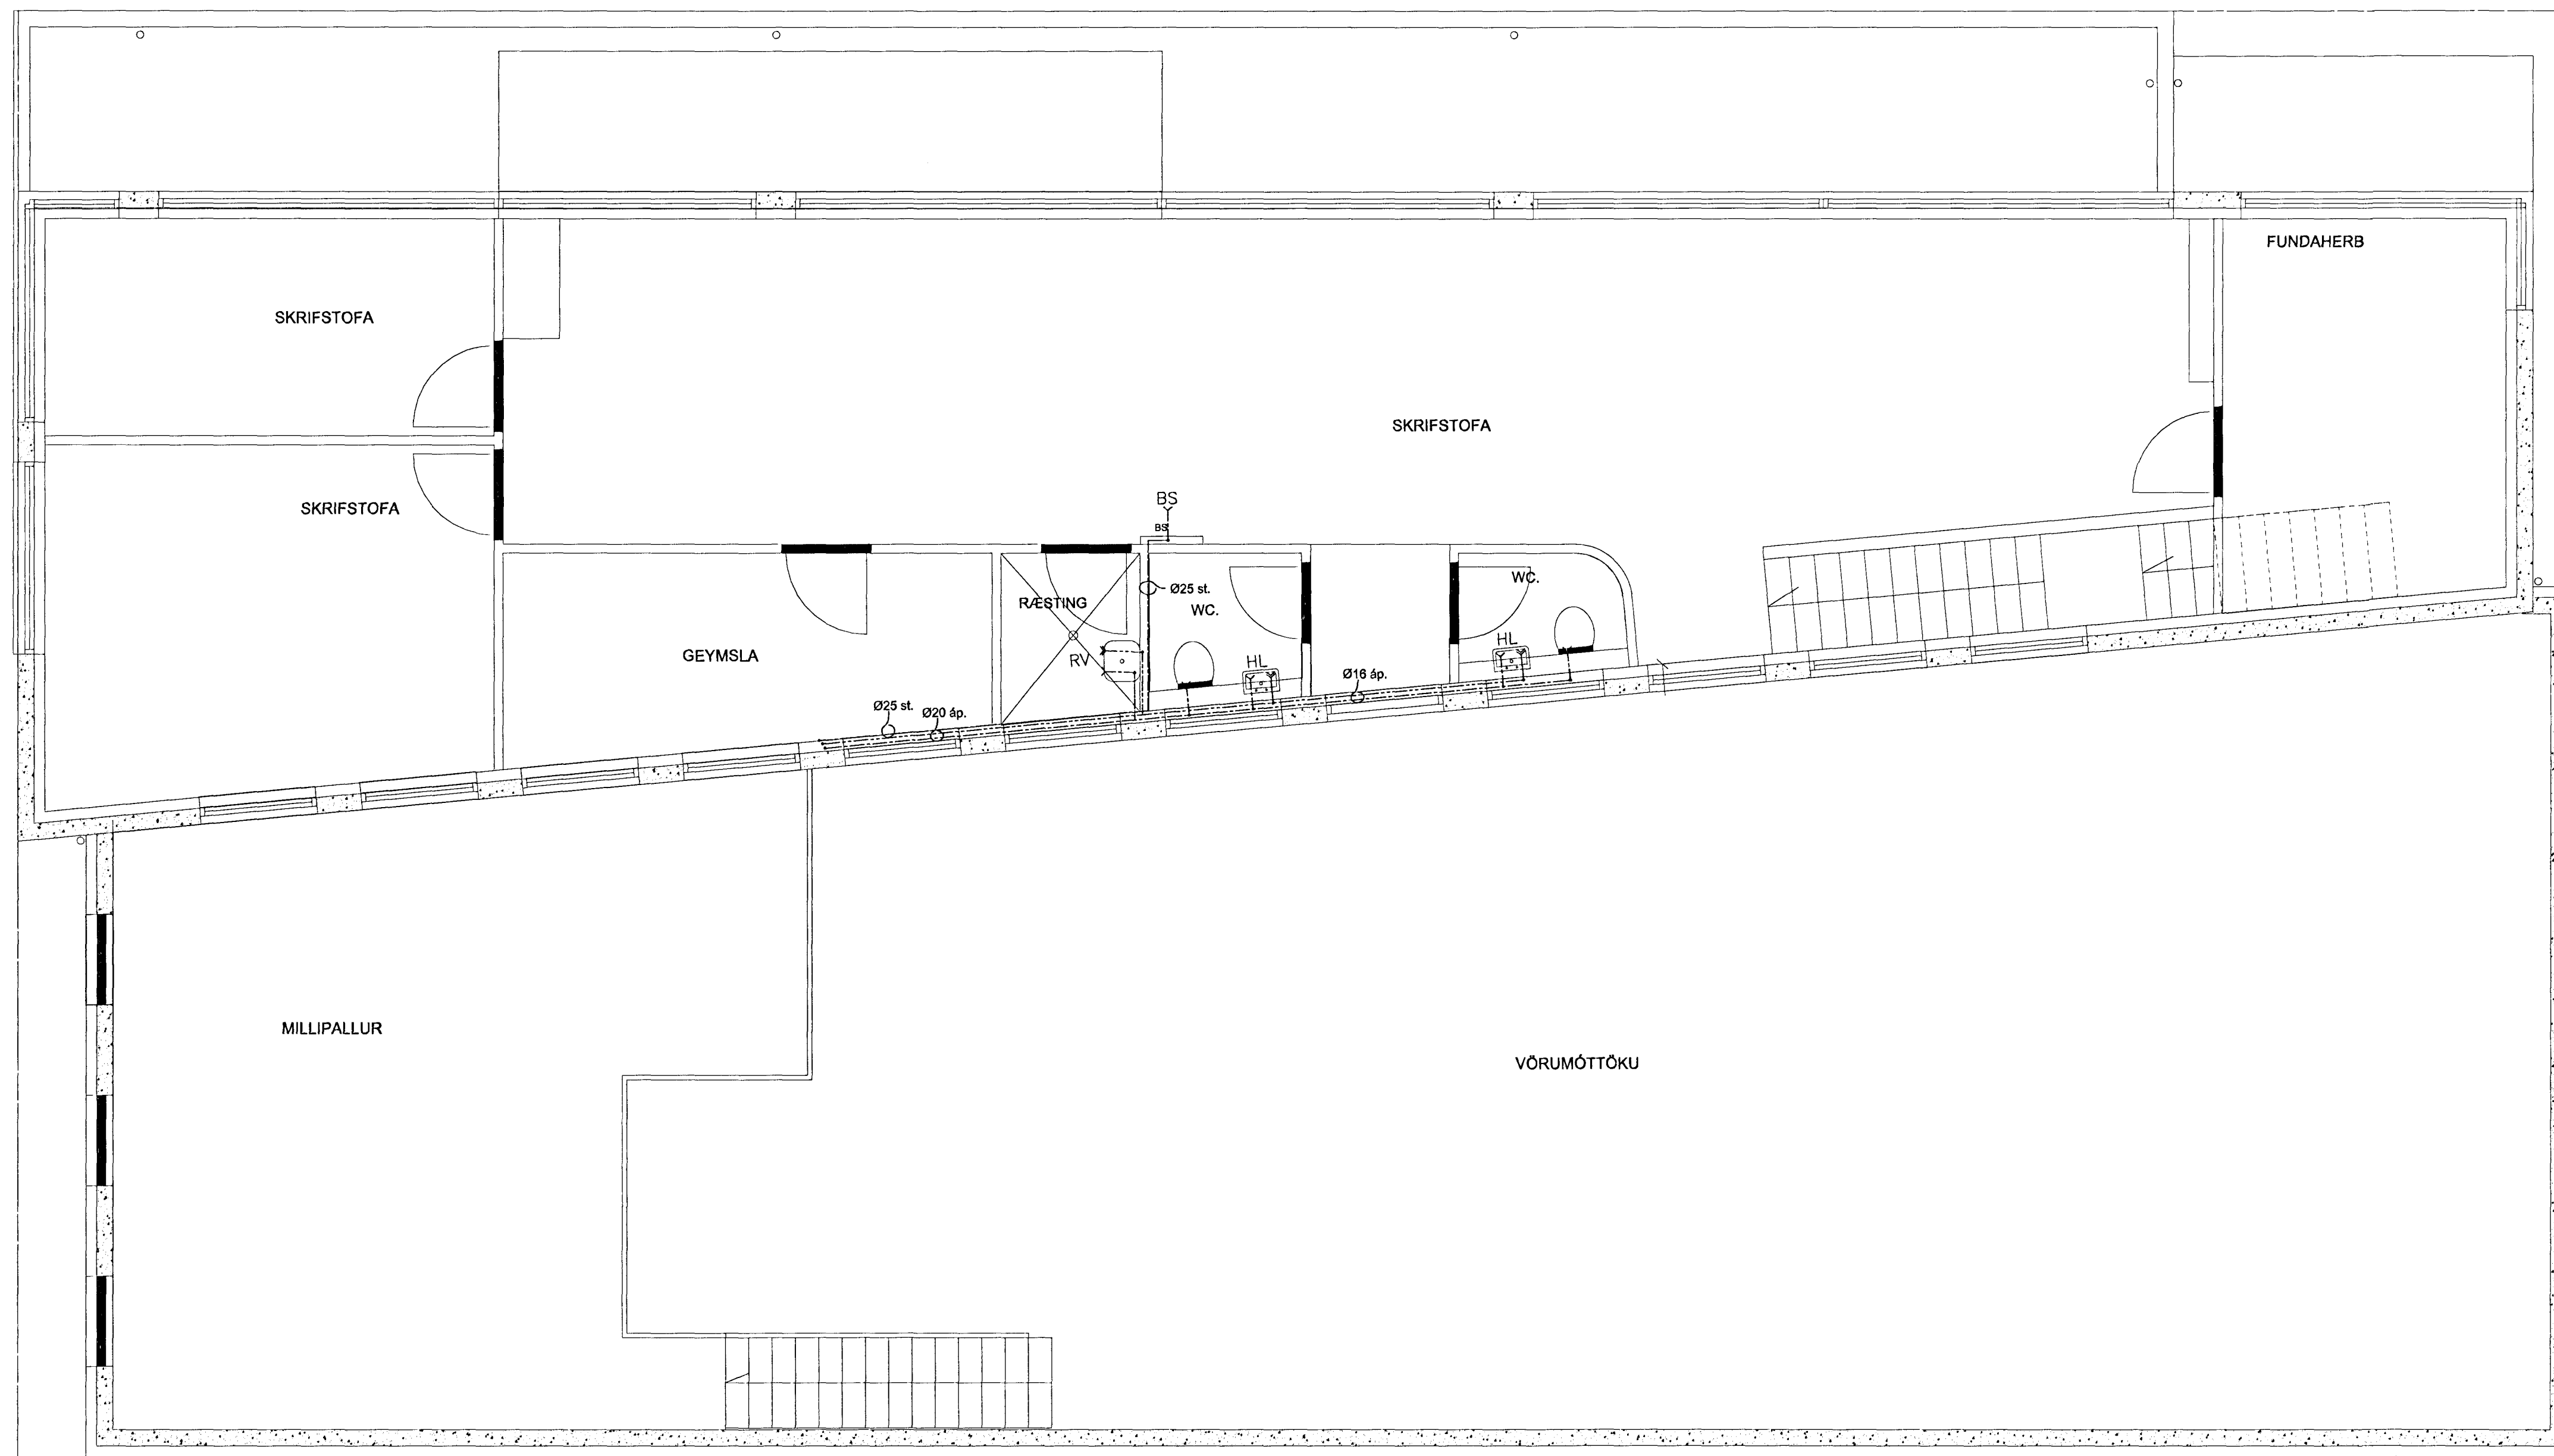 FUNDAHERB
SKRIFSTOFA
SKRIFSTOFA
SKRIFSTOFA
BS
BS
WC.
Ø25 st.
RÆSTING
WC.
HL
GEYMSLA
RV
HL
Ø16 áp.
Ø25 st.
Ø20 áp.
MILLIPALLUR
VÖRUMÓTTÖKU